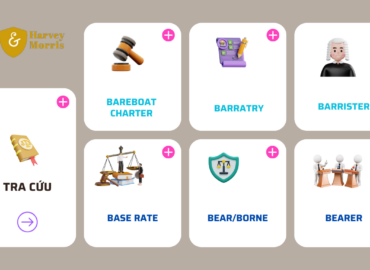 &
Harvey
Morris
TRA CỨU
BAREBOAT
CHARTER
BARRATRY
BARRISTER
BASE RATE
BEAR/BORNE
BEARER